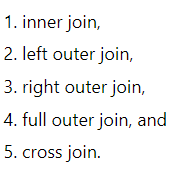 1. inner join,
2. left outer join,
3. right outer join,
4. full outer join, and
5. cross join.